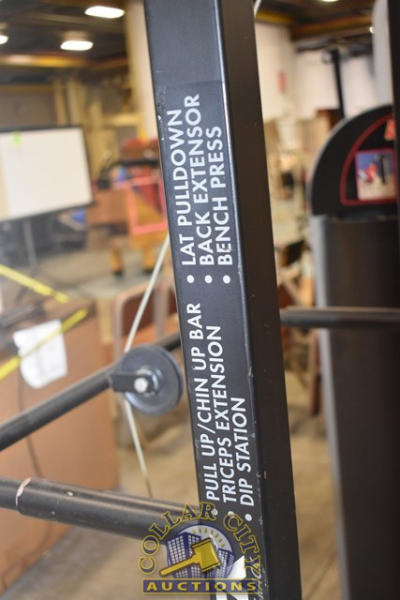 • LAT PULLDOWN
• BACK EXTENSOR
• BENCH PRESS
• PULL UP/CHIN UP BAR
• TRICEPS EXTENSION
• DIP STATION
COLLAR CITY
AUCTIONS